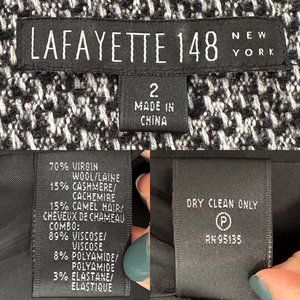 LAFAYETTE 148 NEW YORK
2
MADE IN
CHINA
70% VIRGIN
WOOL/LAINE
15% CASHMERE/
CACHEMIRE
15% CAMEL HAIR/
CHEVEUX DE CHAMEAU
COMBO:
89% VISCOSE/
VISCOSE
8% POLYAMIDE/
POLYAMIDE
3% ELASTANE/
ELASTIQUE
DRY CLEAN ONLY
P
RN 95135